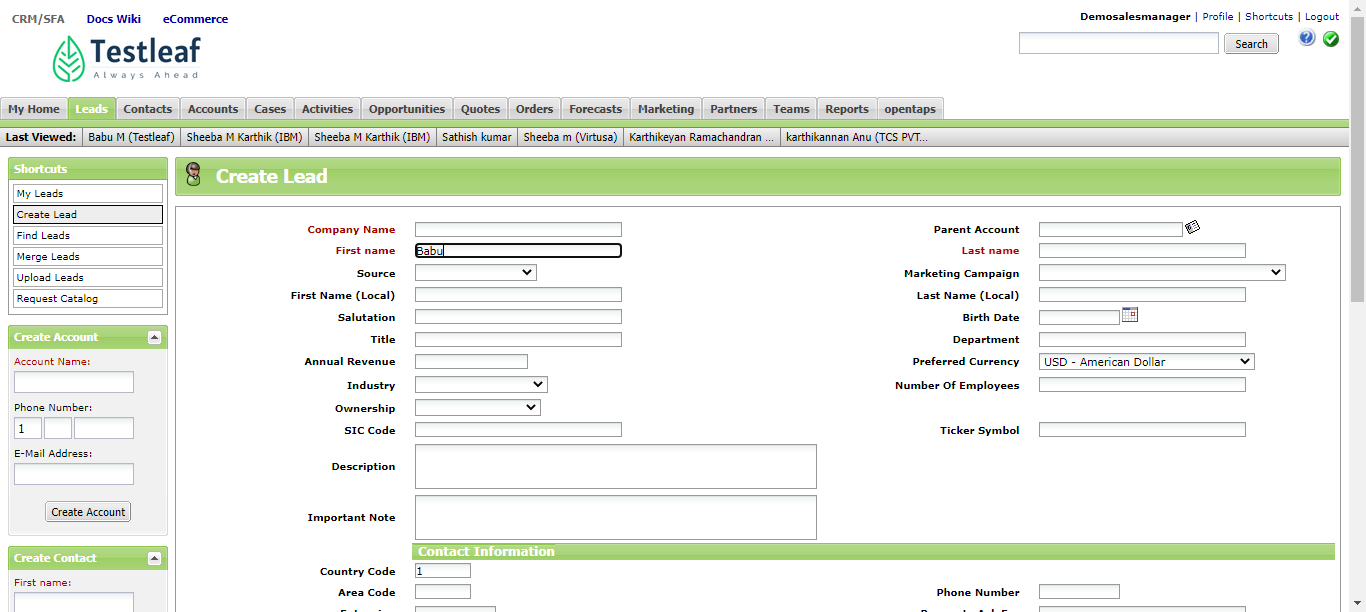 CRM/SFA Docs Wiki eCommerce
Demosalesmanager | Profile | Shortcuts | Logout
Testleaf
Always Ahead
Search
My Home Leads Contacts Accounts Cases Activities Opportunities Quotes Orders Forecasts Marketing Partners Teams Reports opentaps
Last Viewed: Babu M (Testleaf) Sheeba M Karthik (IBM) Sheeba M Karthik (IBM) Sathish kumar Sheeba m (Virtusa) Karthikeyan Ramachandran ... karthikannan Anu (TCS PVT...
Shortcuts
My Leads
Create Lead
Find Leads
Merge Leads
Upload Leads
Request Catalog
Create Account
Account Name:
Phone Number:
1
E-Mail Address:
Create Account
Create Contact
First name:
Create Lead
Company Name Parent Account
First name Babu Last name
Source Marketing Campaign
First Name (Local) Last Name (Local)
Salutation Birth Date
Title Department
Annual Revenue Preferred Currency USD - American Dollar
Industry Number Of Employees
Ownership
SIC Code Ticker Symbol
Description
Important Note
Contact Information
Country Code 1
Area Code Phone Number